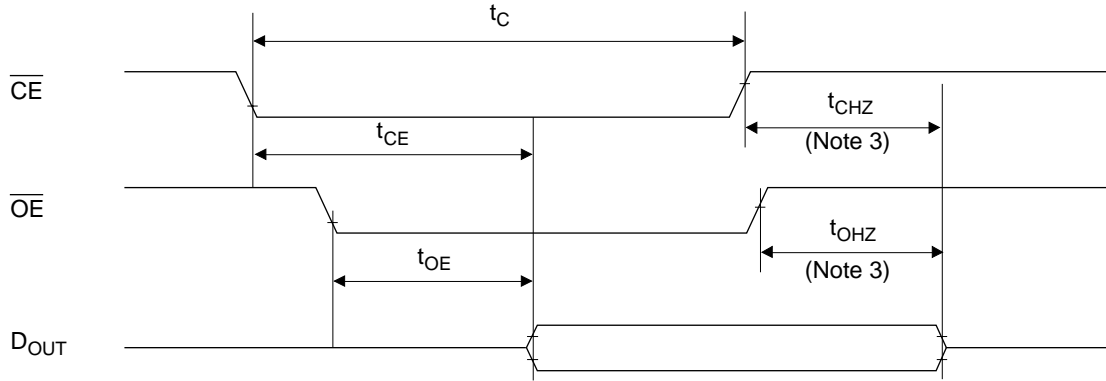 tC
CE
tCHZ
(Note 3)
tCE
OE
tOHZ
(Note 3)
tOE
DOUT